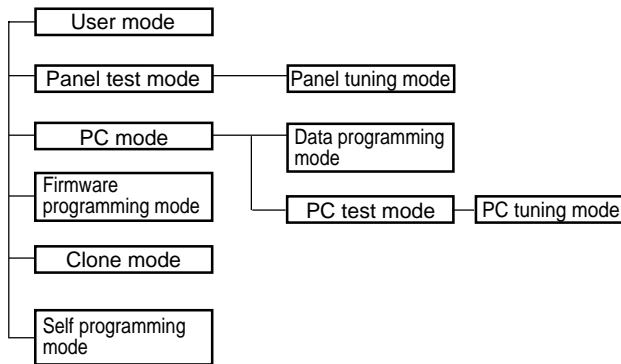 User mode
Panel test mode
Panel tuning mode
PC mode
Data programming
mode
Firmware
programming mode
PC test mode
PC tuning mode
Clone mode
Self programming
mode